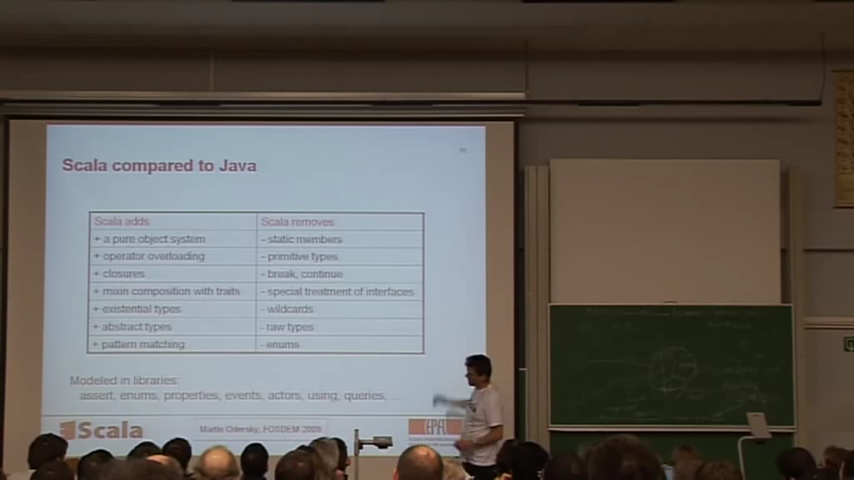 Scala compared to Java
Scala adds Scala removes
+ a pure object system - static members
+ operator overloading - primitive types
+ closures - break, continue
+ mixin composition with traits - special treatment of interfaces
+ existential types - wildcards
+ abstract types - raw types
+ pattern matching - enums
Modeled in libraries:
assert, enums, properties, events, actors, using, queries, ...
Scala
Martin Odersky, FOSDEM 2009
EPFL